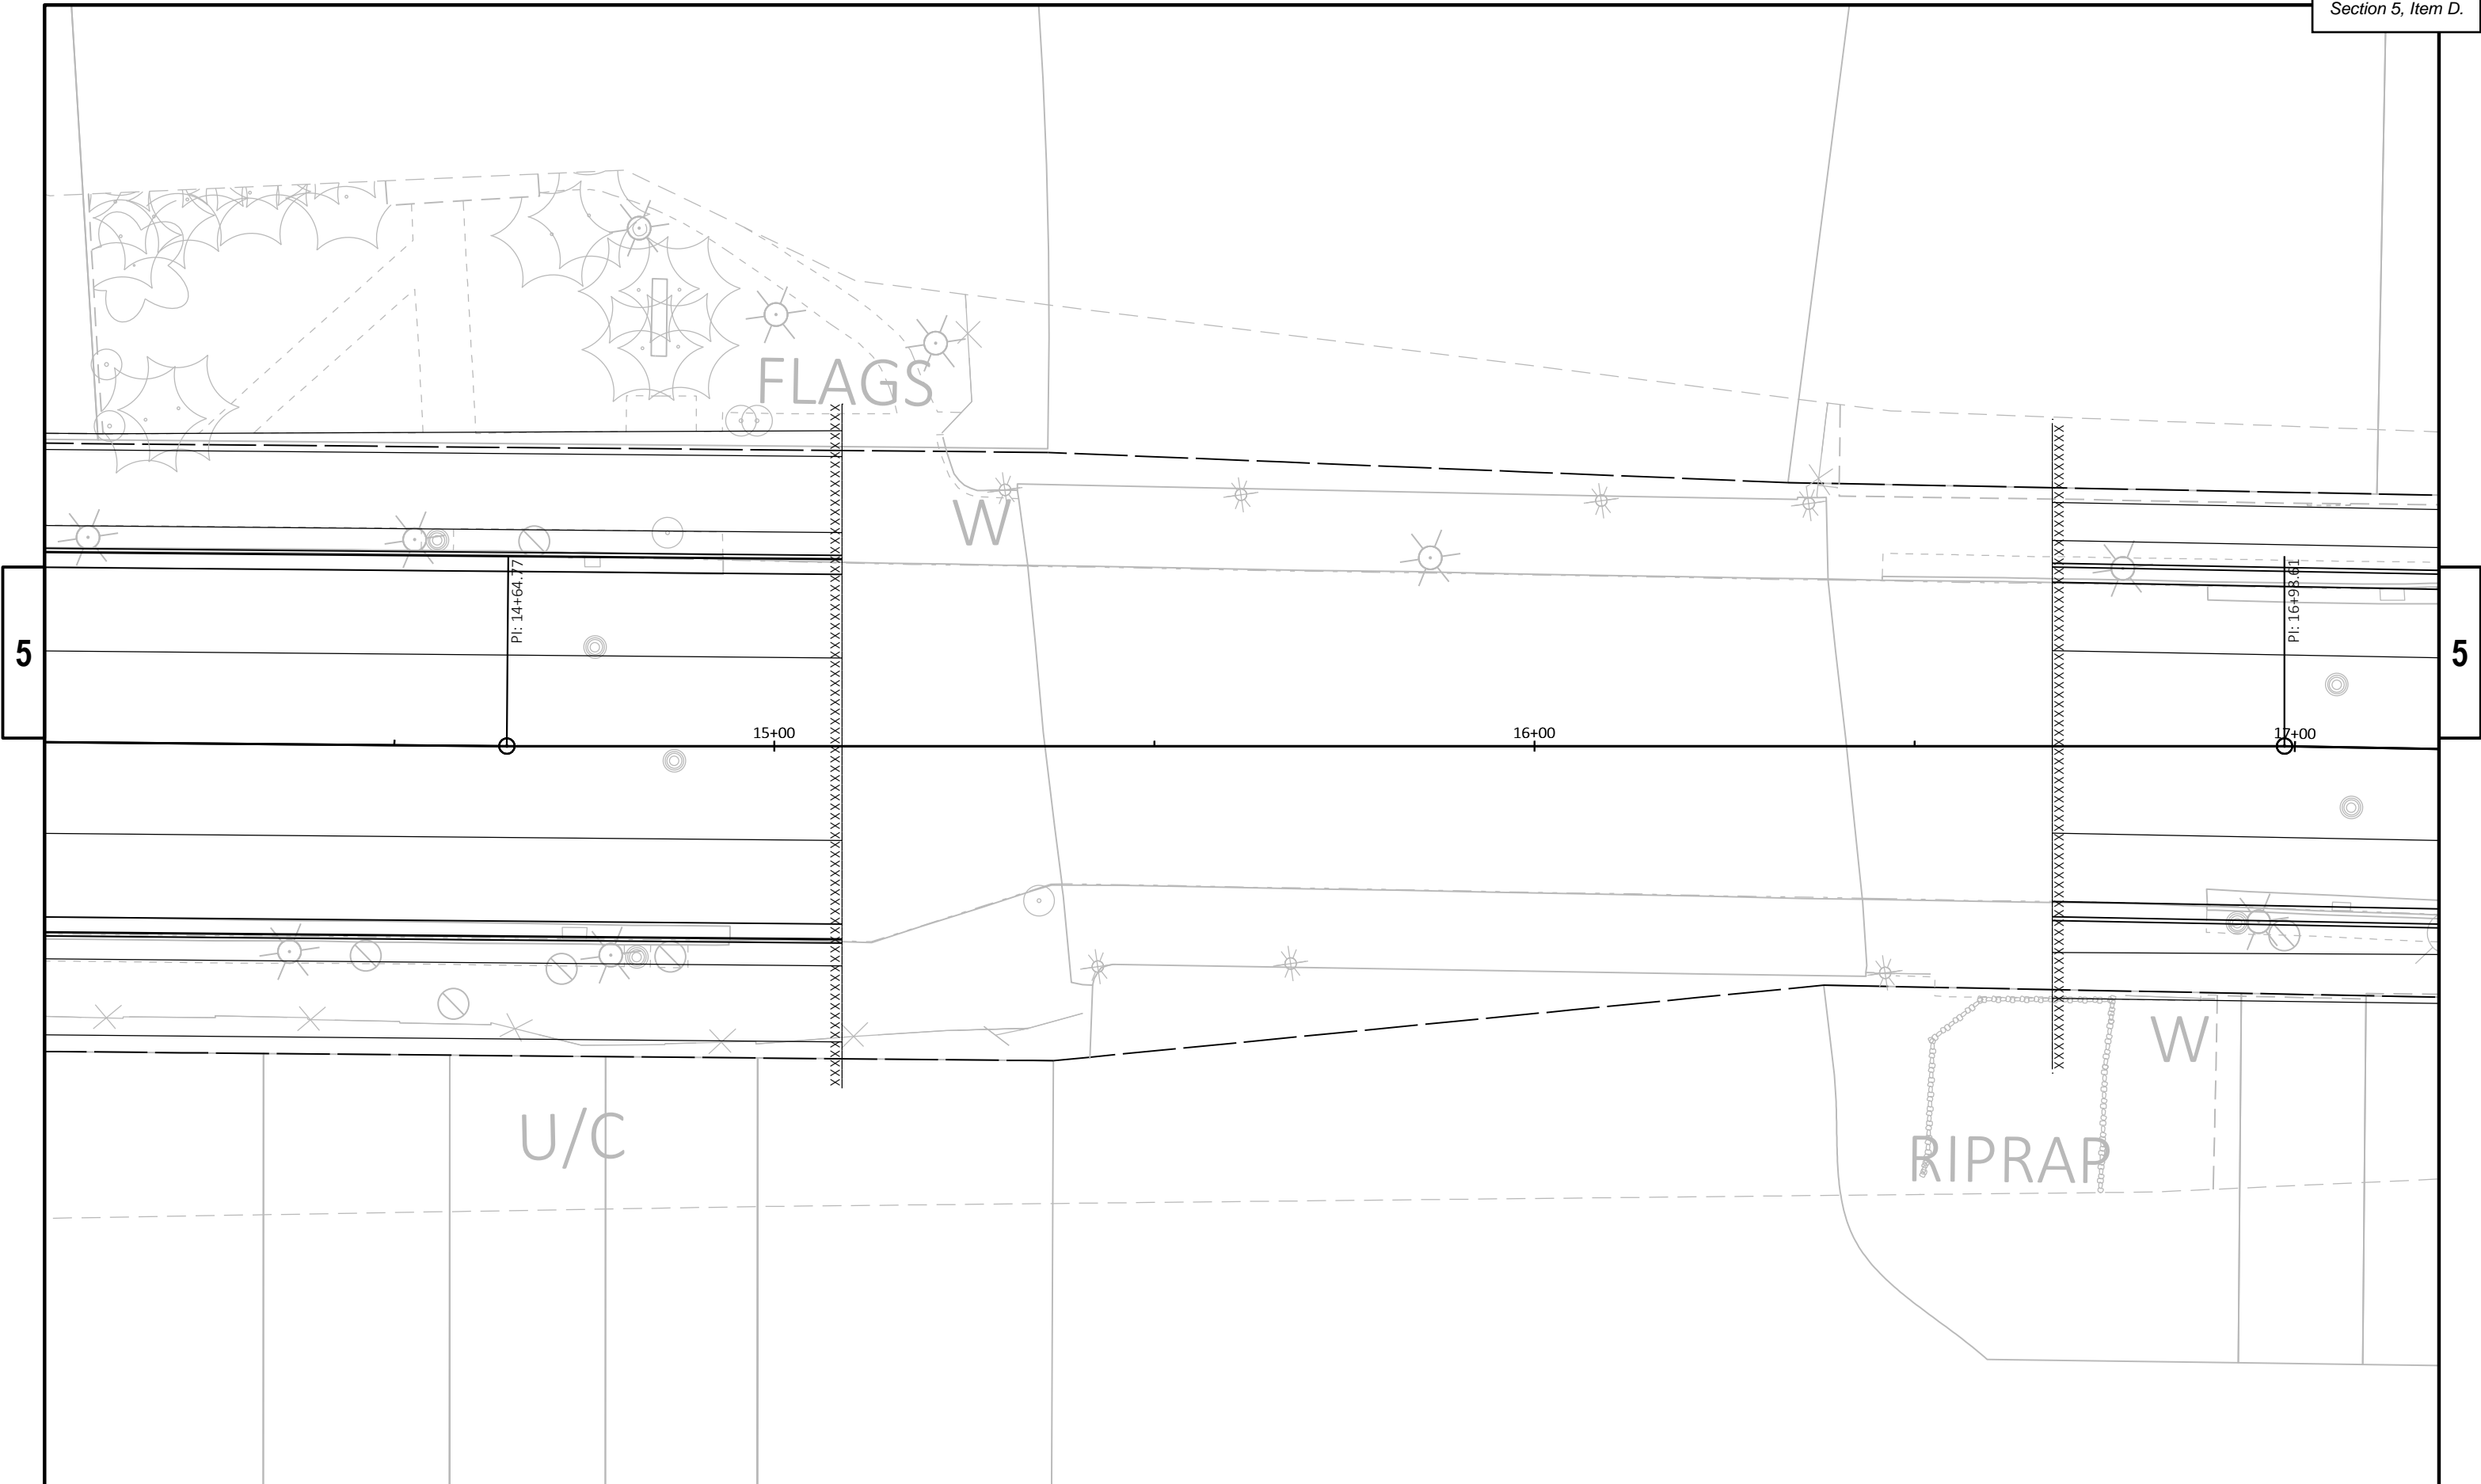 Section 5, Item D.
FLAGS
W
PI: 14+64.77
PI: 16+98.61
5
5
15+00
16+00
17+00
W
U/C
RIPRAP